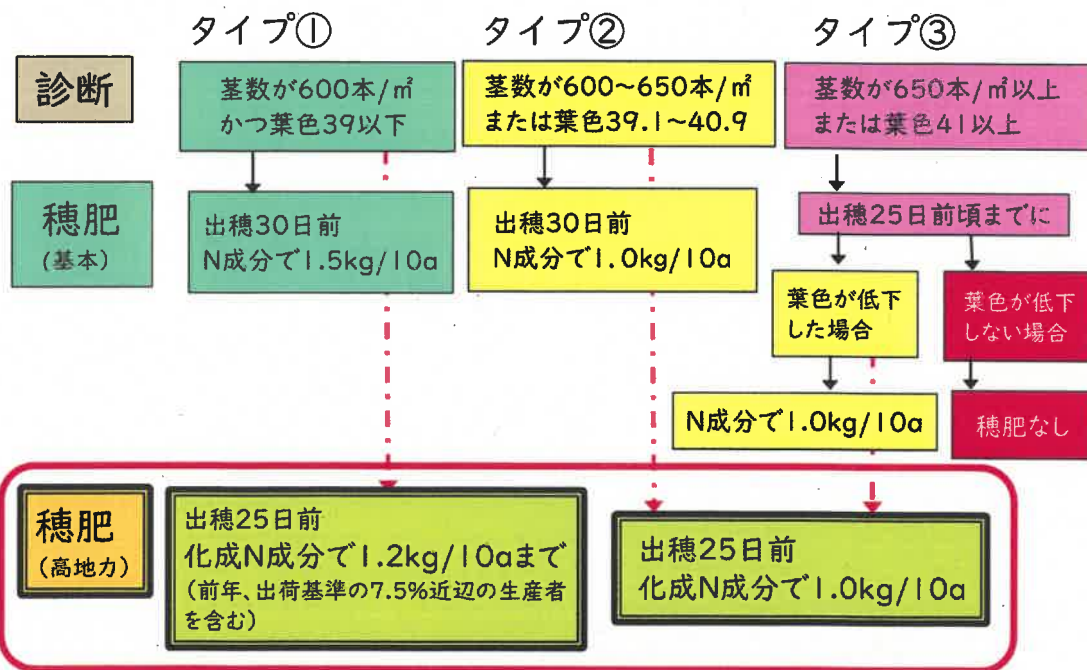 タイプ①
タイプ②
タイプ③
診断
茎数が600本/㎡
かつ葉色39以下
茎数が600~650本/㎡
または葉色39.1~40.9
茎数が650本/㎡以上
または葉色41以上
穂肥
(基本)
出穂30日前
N成分で1.5kg/10a
出穂30日前
N成分で1.0kg/10a
出穂25日前頃までに
葉色が低下
した場合
葉色が低下
しない場合
N成分で1.0kg/10a
穂肥なし
穂肥
(高地力)
出穂25日前
化成N成分で1.2kg/10aまで
(前年、出荷基準の7.5%近辺の生産者
を含む)
出穂25日前
化成N成分で1.0kg/10a